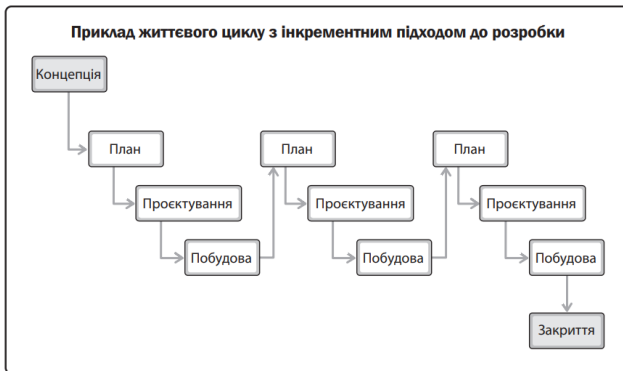 Приклад життєвого циклу з інкрементним підходом до розробки
Концепція
План
План
План
Проєктування
Проєктування
Проєктування
Побудова
Побудова
Побудова
Закриття